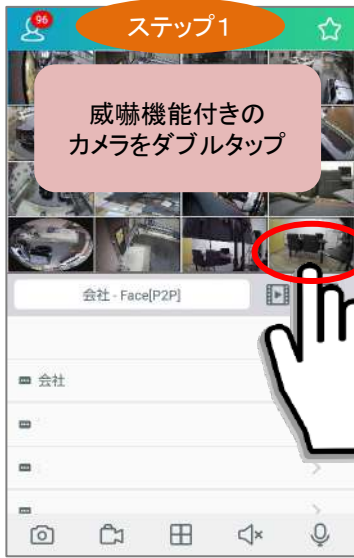 96
ステップ1
威嚇機能付きの
カメラをダブルタップ
会社 - Face[P2P]
会社